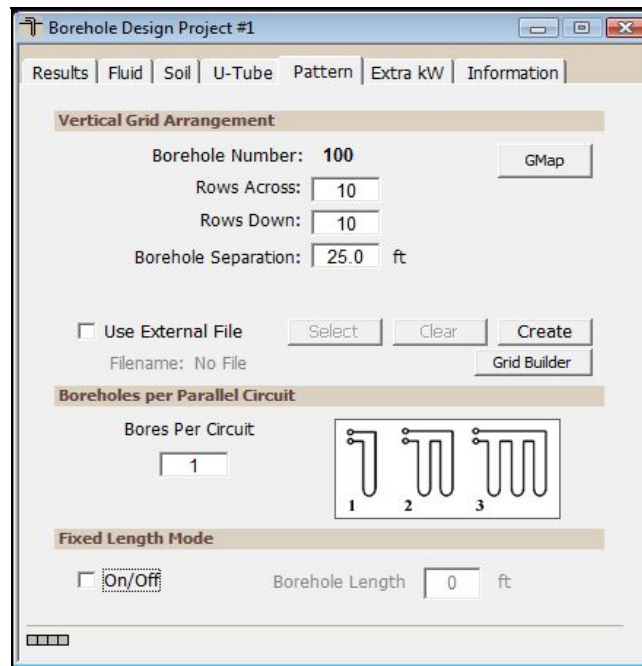 Borehole Design Project #1
Results Fluid Soil U-Tube Pattern Extra kW Information
Vertical Grid Arrangement
Borehole Number: 100 GMap
Rows Across: 10
Rows Down: 10
Borehole Separation: 25.0 ft
Use External File Select Clear Create
Filename: No File Grid Builder
Boreholes per Parallel Circuit
Bores Per Circuit
1
1 2 3
Fixed Length Mode
On/Off Borehole Length 0 ft